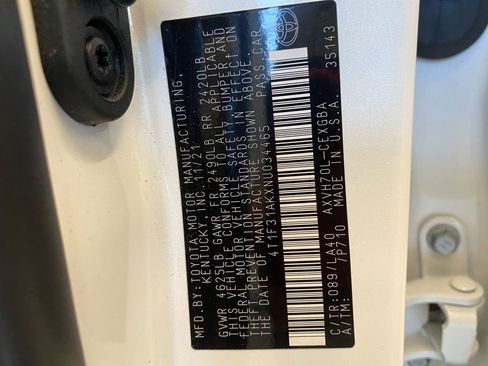 MFD.BY:TOYOTA MOTOR MANUFACTURING,
KENTUCKY, INC. 11/21
GVWR 4625LB GAWR FR 2490LB RR 2420LB
THIS VEHICLE CONFORMS TO ALL APPLICABLE
FEDERAL MOTOR VEHICLE SAFETY, BUMPER, AND
THEFT PREVENTION STANDARDS IN EFFECT ON
THE DATE OF MANUFACTURE SHOWN ABOVE.
4T1F31AKXNU034465 PASS.CAR
C/TR:089/LA40 AXVH70L-CEXGBA
A/TM: /P710 MADE IN U.S.A. 35143